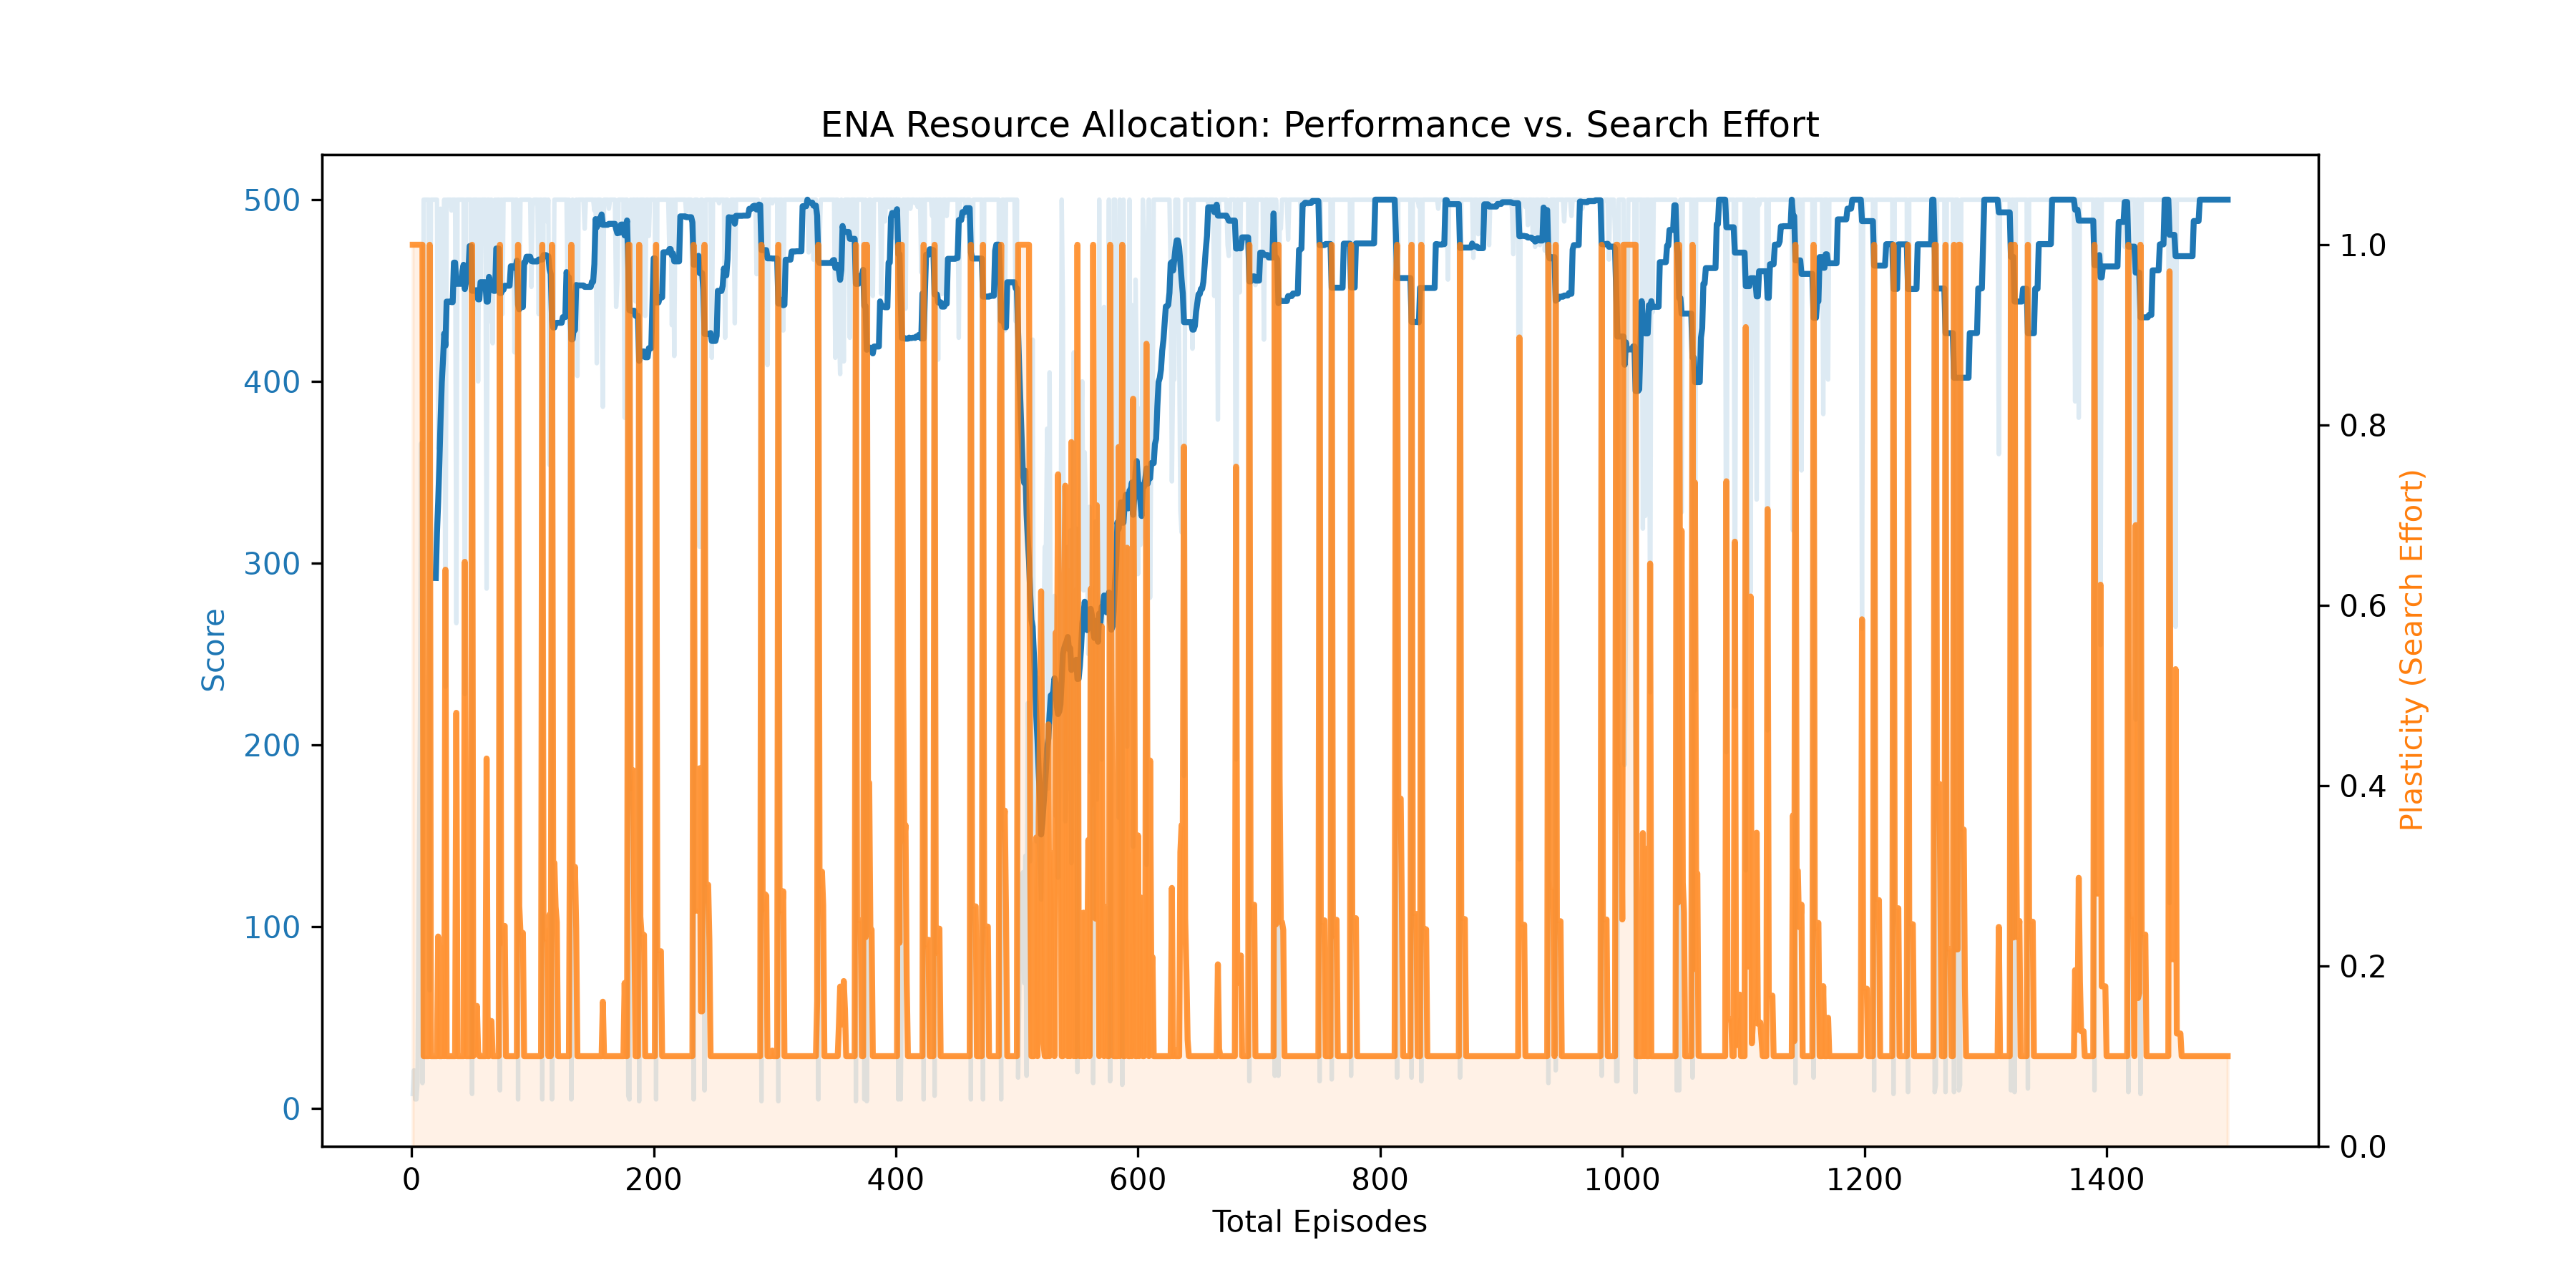 ENA Resource Allocation: Performance vs. Search Effort
500
400
300
200
100
0
Score
1.0
0.8
0.6
0.4
0.2
0.0
Plasticity (Search Effort)
0 200 400 600 800 1000 1200 1400
Total Episodes